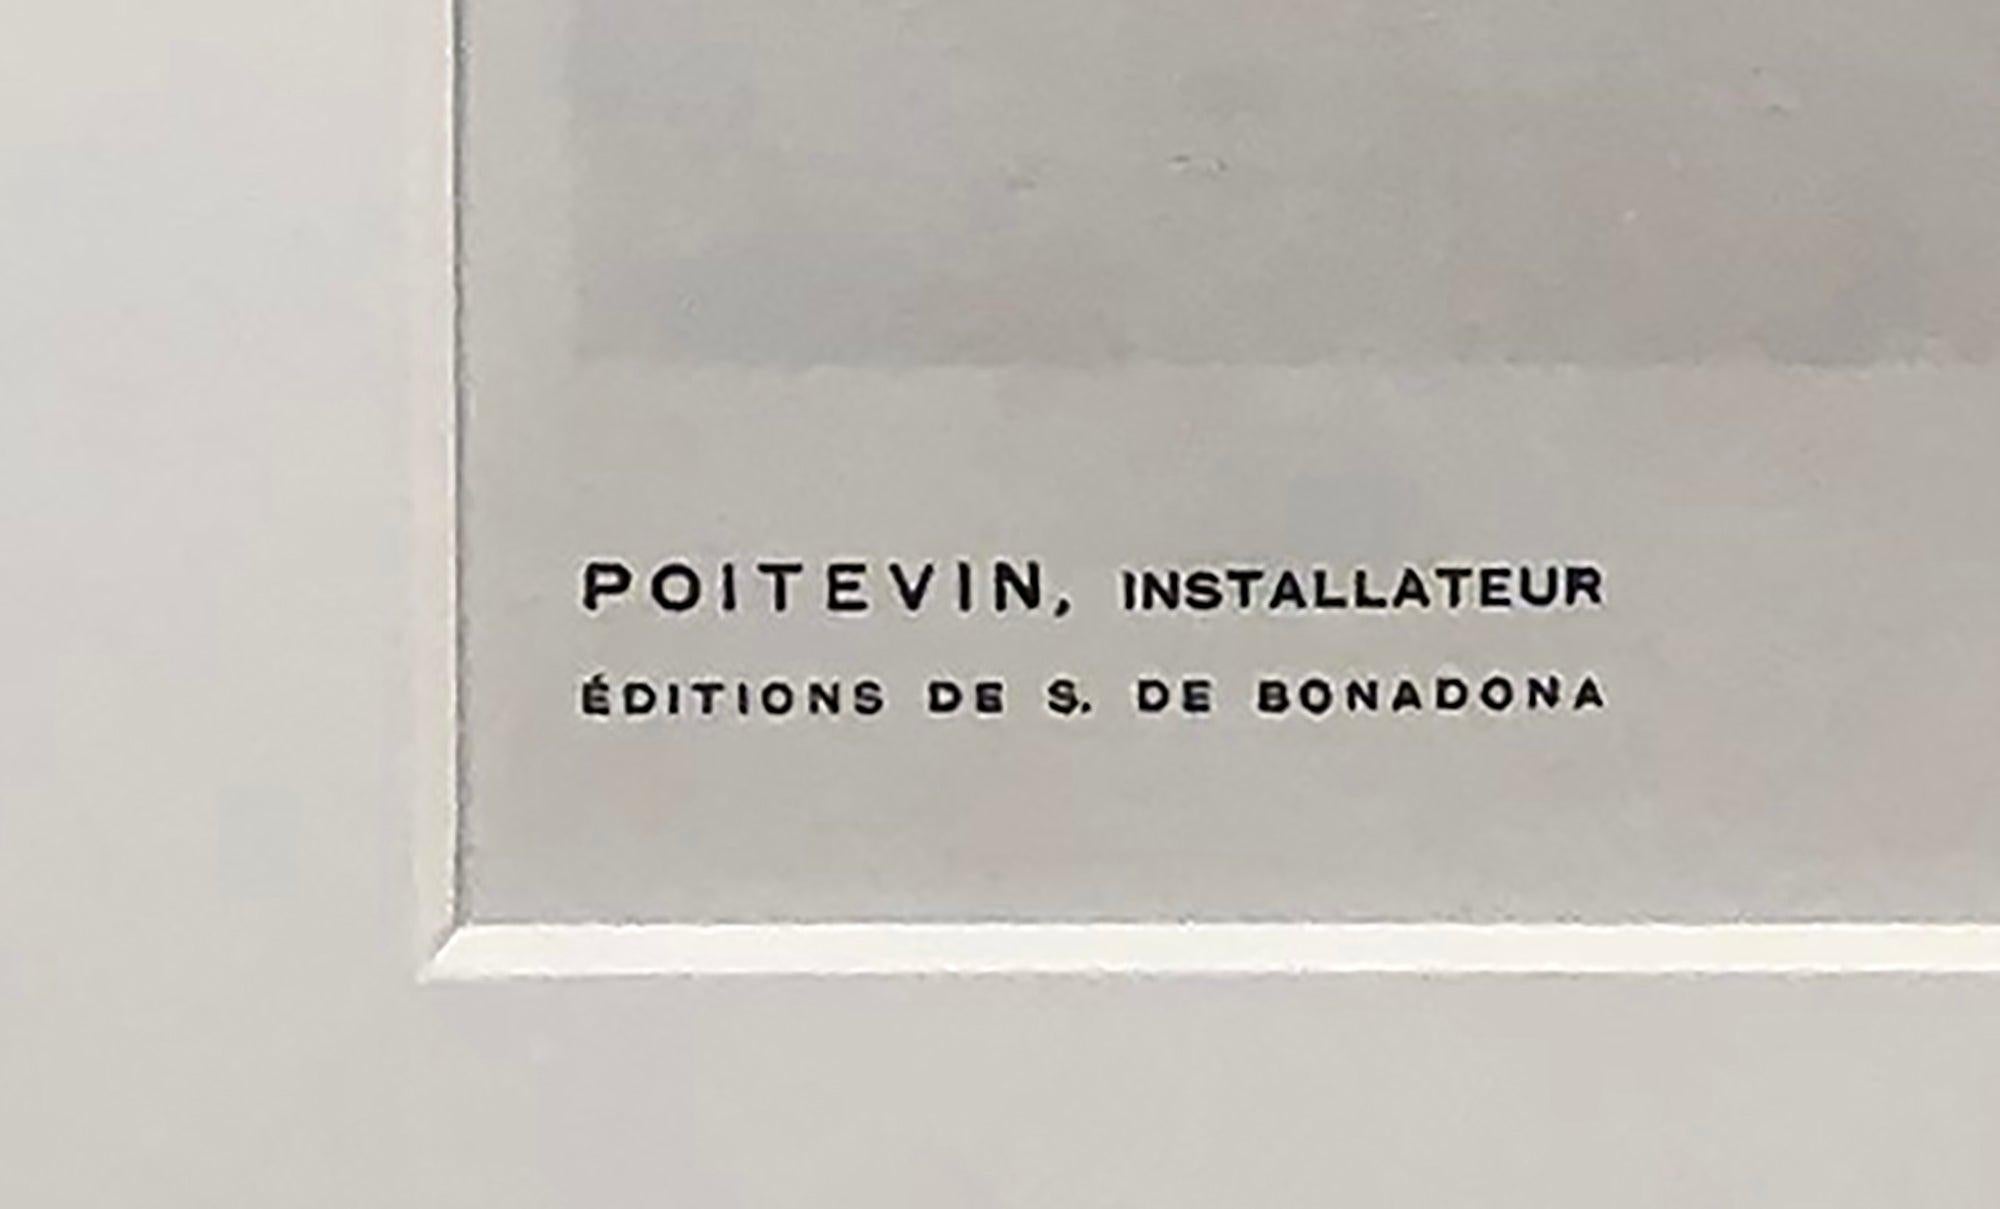 POITEVIN, INSTALLATEUR
ÉDITIONS DE S. DE BONADONA